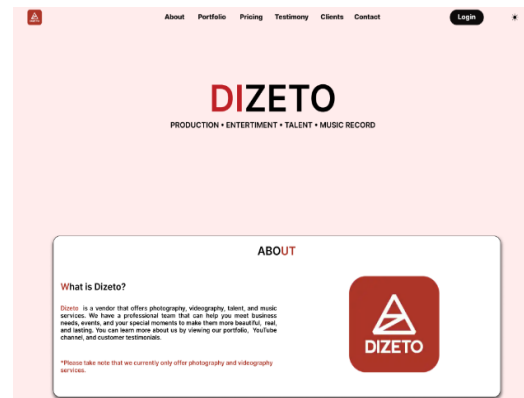 About Portfolio Pricing Testimony Clients Contact Login
DIZETO
PRODUCTION • ENTERTIMENT • TALENT • MUSIC RECORD
ABOUT
What is Dizeto?
Dizeto is a vendor that offers photography, videography, talent, and music
services. We have a professional team that can help you meet business
needs, events, and your special moments to make them more beautiful, real,
and lasting. You can learn more about us by viewing our portfolio, YouTube
channel, and customer testimonials.
*Please take note that we currently only offer photography and videography
services.
DIZETO